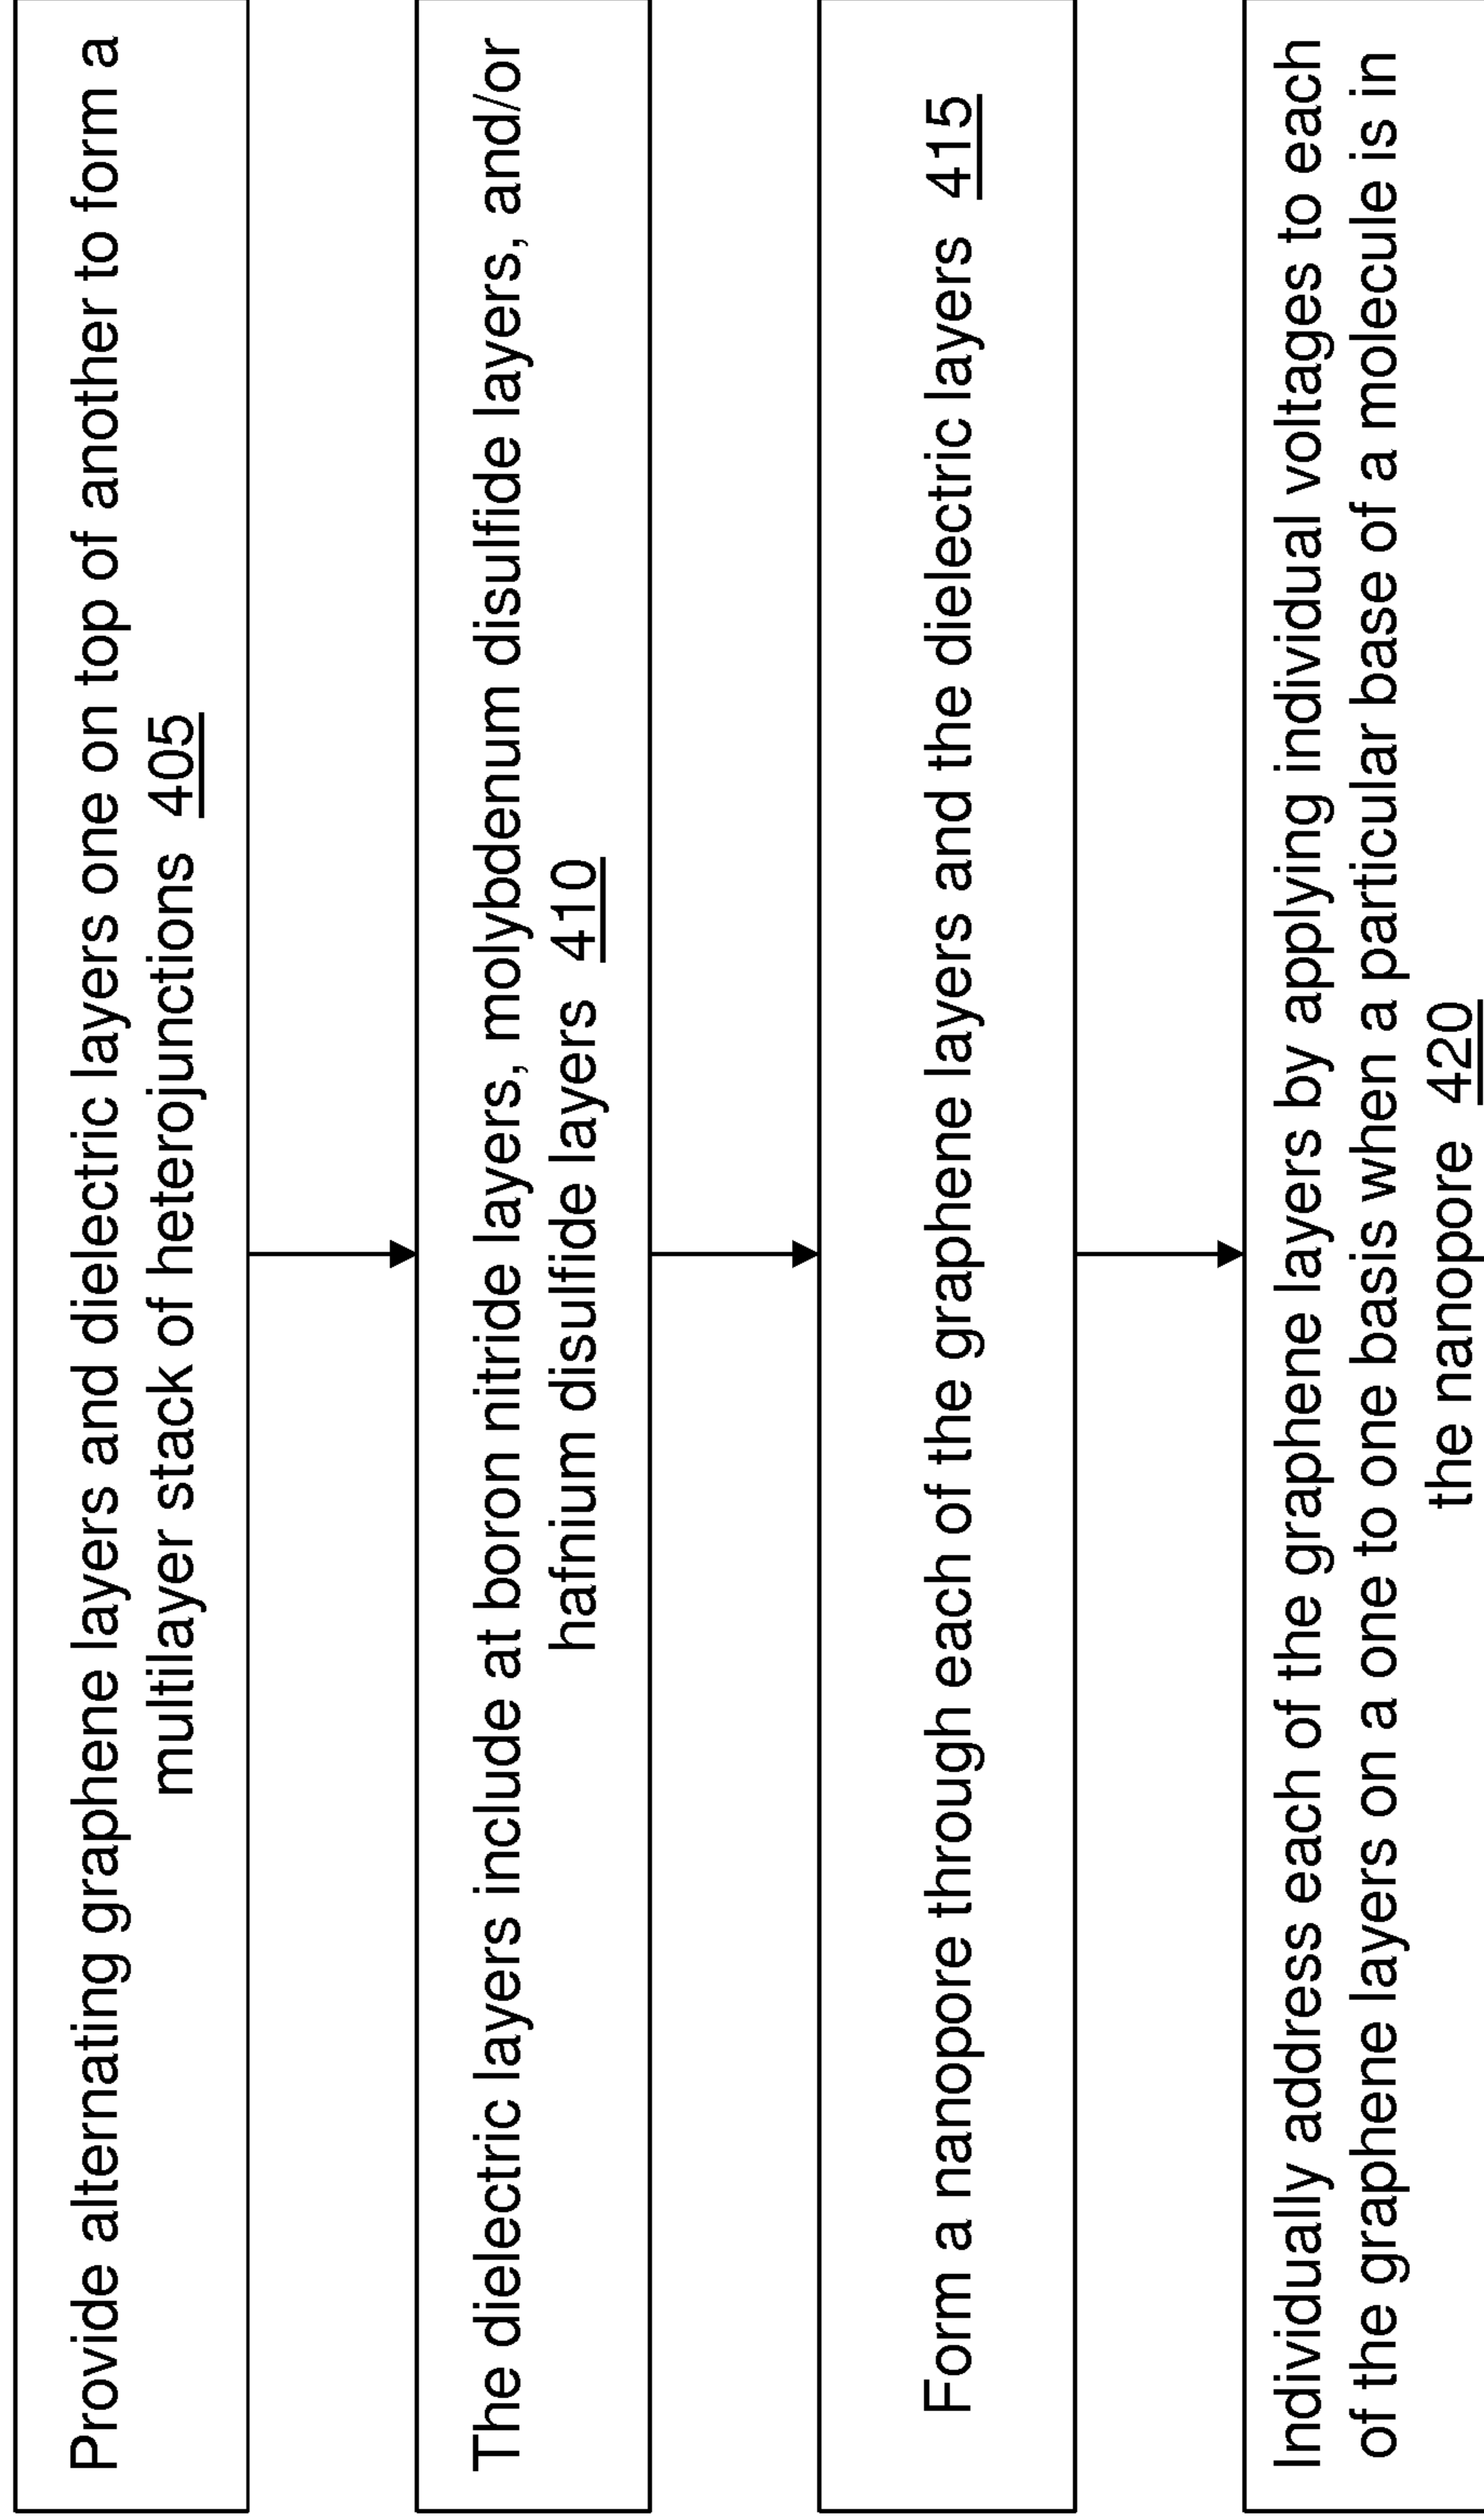 Provide alternating graphene layers and dielectric layers one on top of another to form a
multilayer stack of heterojunctions 405
The dielectric layers include at boron nitride layers, molybdenum disulfide layers, and/or
hafnium disulfide layers 410
Form a nanopore through each of the graphene layers and the dielectric layers 415
Individually address each of the graphene layers by applying individual voltages to each
of the graphene layers on a one to one basis when a particular base of a molecule is in
the nanopore 420